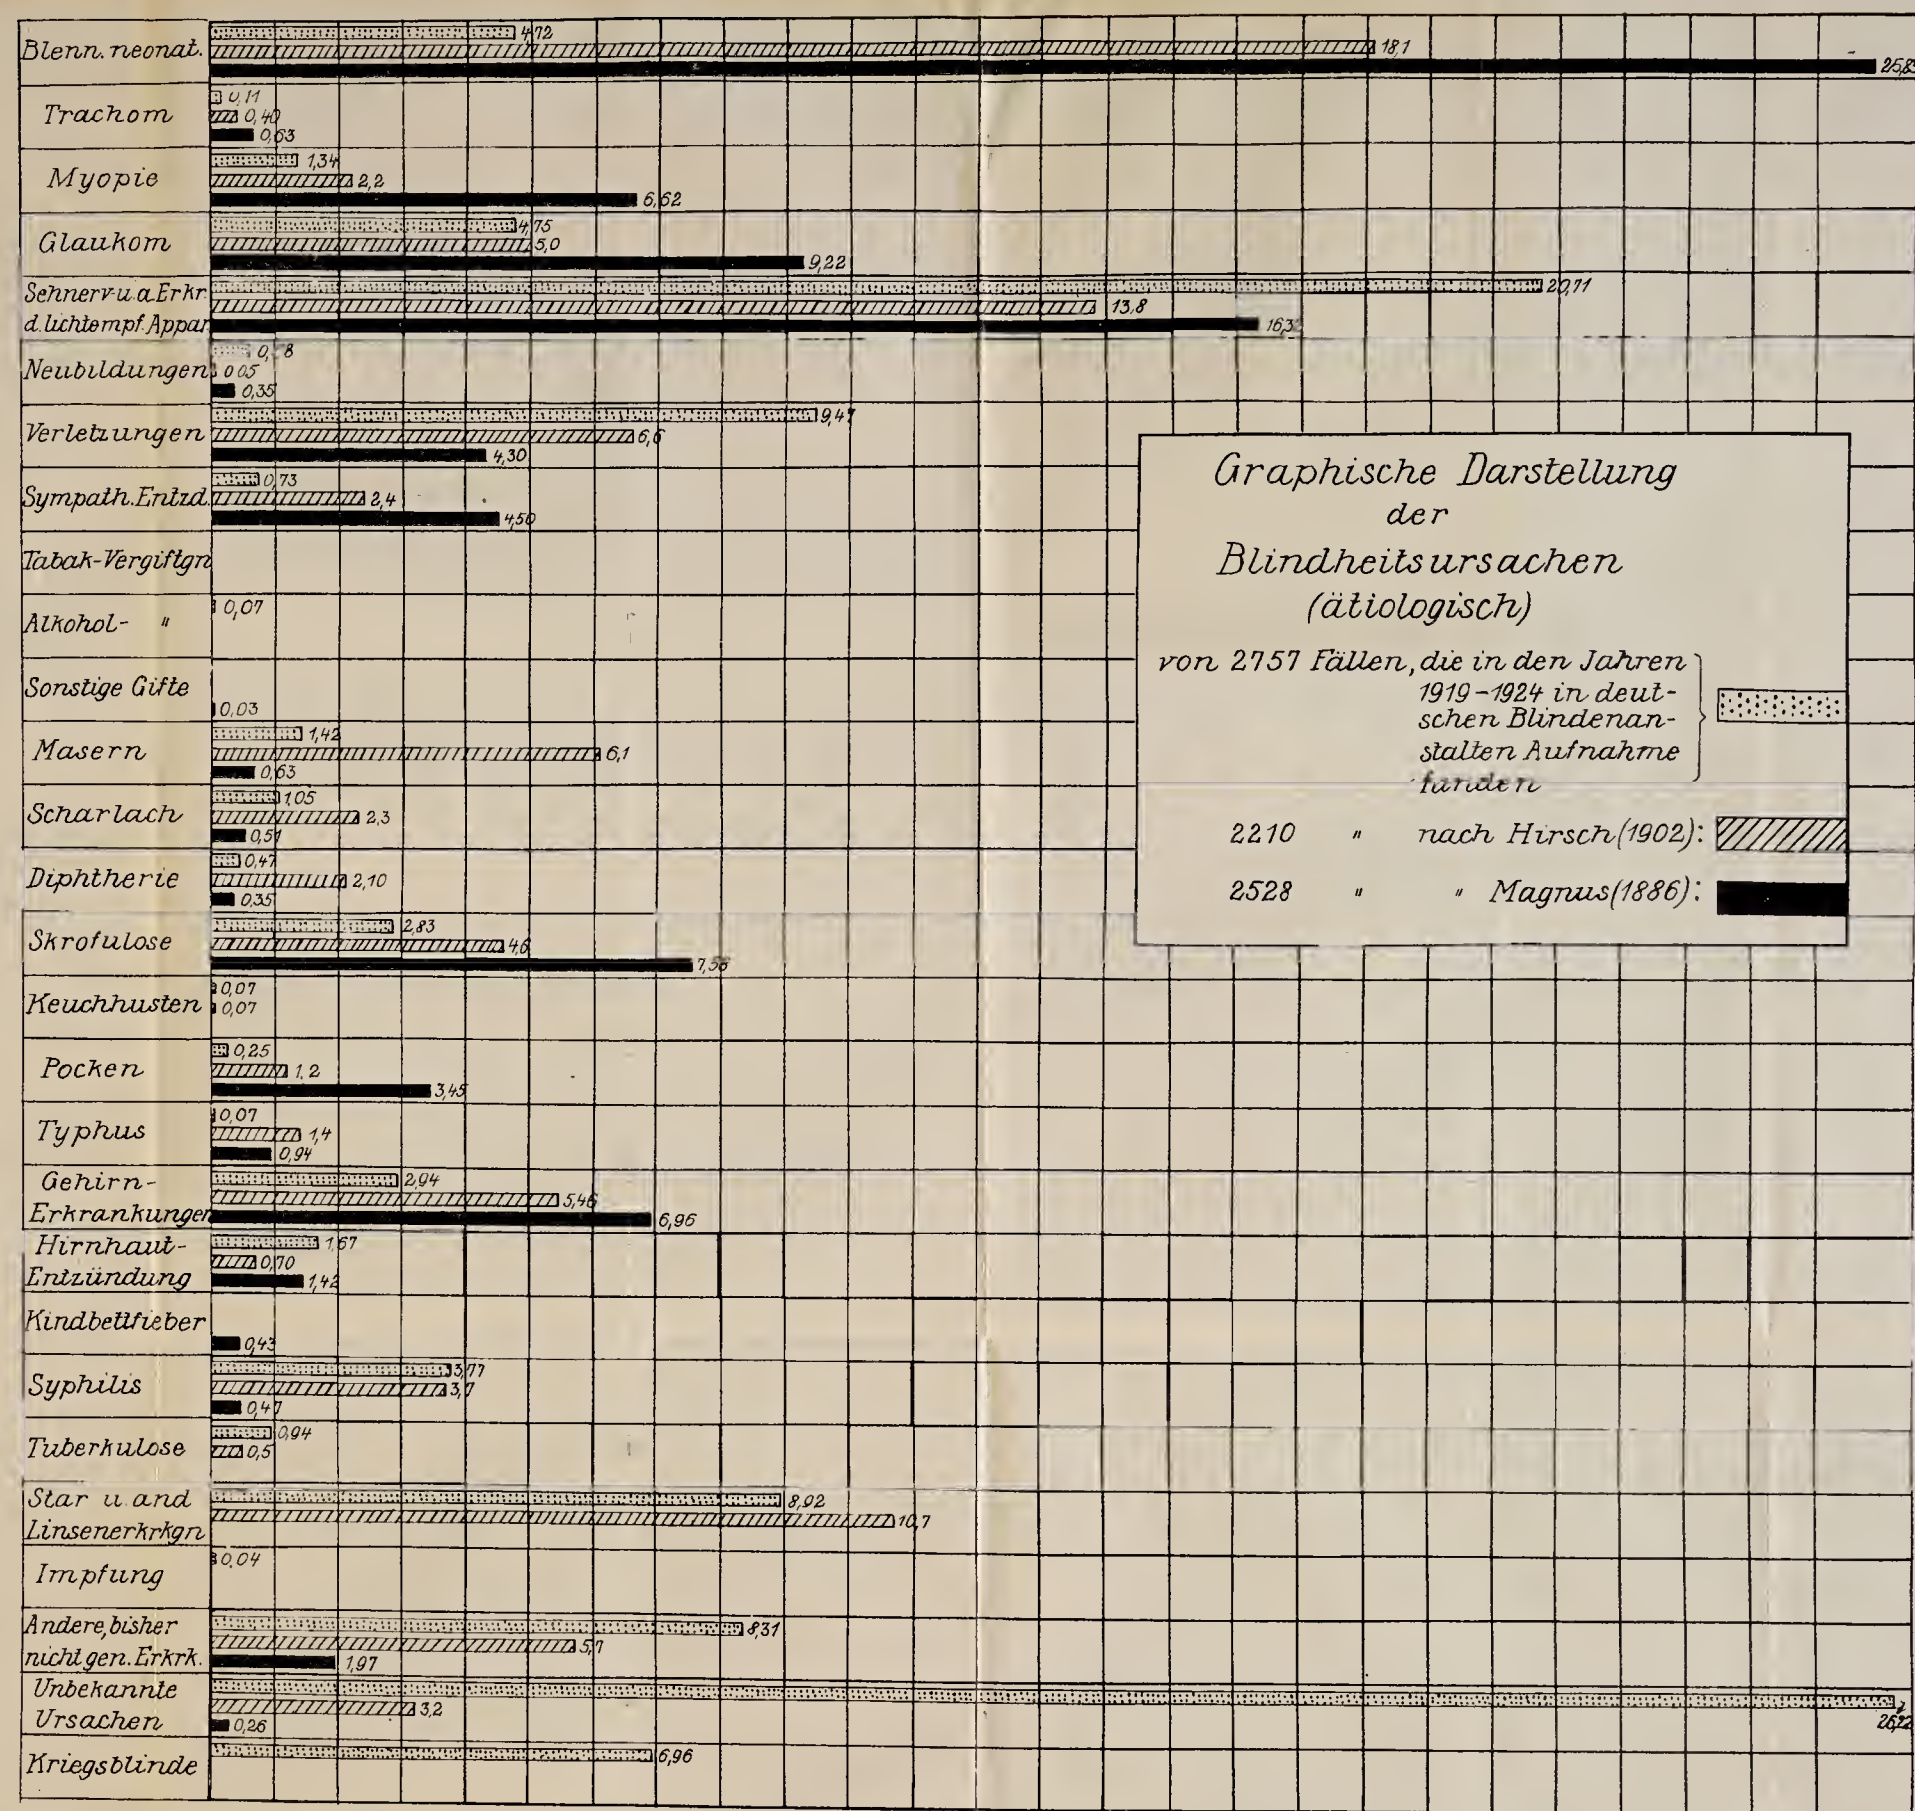 Blenn. neonat.
4,72
18,1
Trachom
0,11
0,40
0,63
Myopie
1,34
2,2
6,62
Glaukom
4,75
5,0
9,22
Sehnerv u. a. Erkr.
d. lichtempf. Appar
20,71
13,8
Neubildungen
0,05
0,35
Verletzungen
9,47
6,6
4,30
Sympath. Entzd.
0,73
2,4
4,50
Tabak-Vergiftgn
Alkohol- "
0,07
Sonstige Gifte
0,03
Masern
1,42
6,1
0,63
Scharlach
1,05
2,3
0,51
Diphtherie
0,47
2,10
0,35
Skrofulose
2,83
4,6
Keuchhusten
0,07
0,07
Pocken
0,25
1,2
3,45
Typhus
0,07
1,4
0,94
Gehirn-
Erkrankungen
2,94
5,46
6,96
Hirnhaut-
Entzündung
1,67
0,70
1,42
Kindbettfieber
0,43
Syphilis
3,77
3,7
0,47
Tuberkulose
0,94
0,5
Star u. and
Linsenerkrkgn
8,92
10,7
Impfung
0,04
Andere, bisher
nicht gen. Erkrk.
8,31
5,7
1,97
Unbekannte
Ursachen
3,2
0,26
26,22
Kriegsblinde
6,96
Graphische Darstellung
der
Blindheitsursachen
(ätiologisch)
von 2757 Fällen, die in den Jahren
1919-1924 in deut-
schen Blindenan-
stalten Aufnahme
fanden
2210 " nach Hirsch (1902):
2528 " " Magnus (1886):